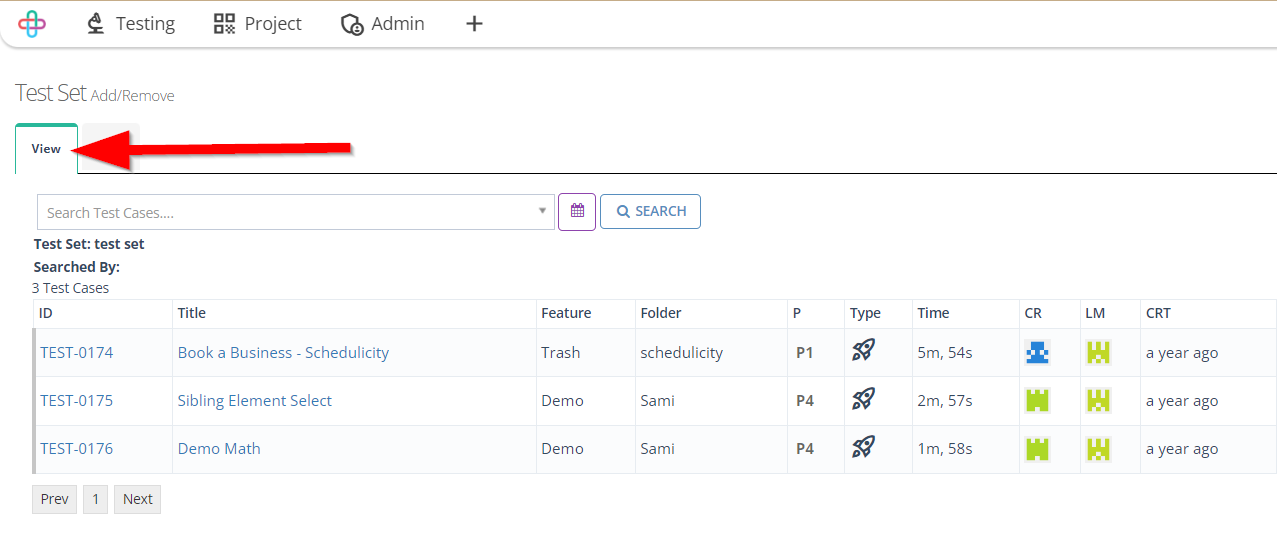 Testing Project Admin +
Test Set Add/Remove
View
Search Test Cases....
SEARCH
Test Set: test set
Searched By:
3 Test Cases
ID Title Feature Folder P Type Time CR LM CRT
TEST-0174 Book a Business - Schedulicity Trash schedulicity P1 5m, 54s a year ago
TEST-0175 Sibling Element Select Demo Sami P4 2m, 57s a year ago
TEST-0176 Demo Math Demo Sami P4 1m, 58s a year ago
Prev 1 Next